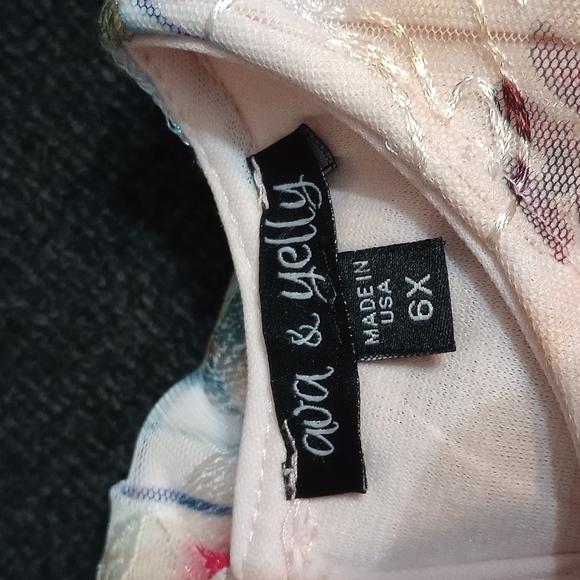 ava & yelly
MADE IN
USA
6X